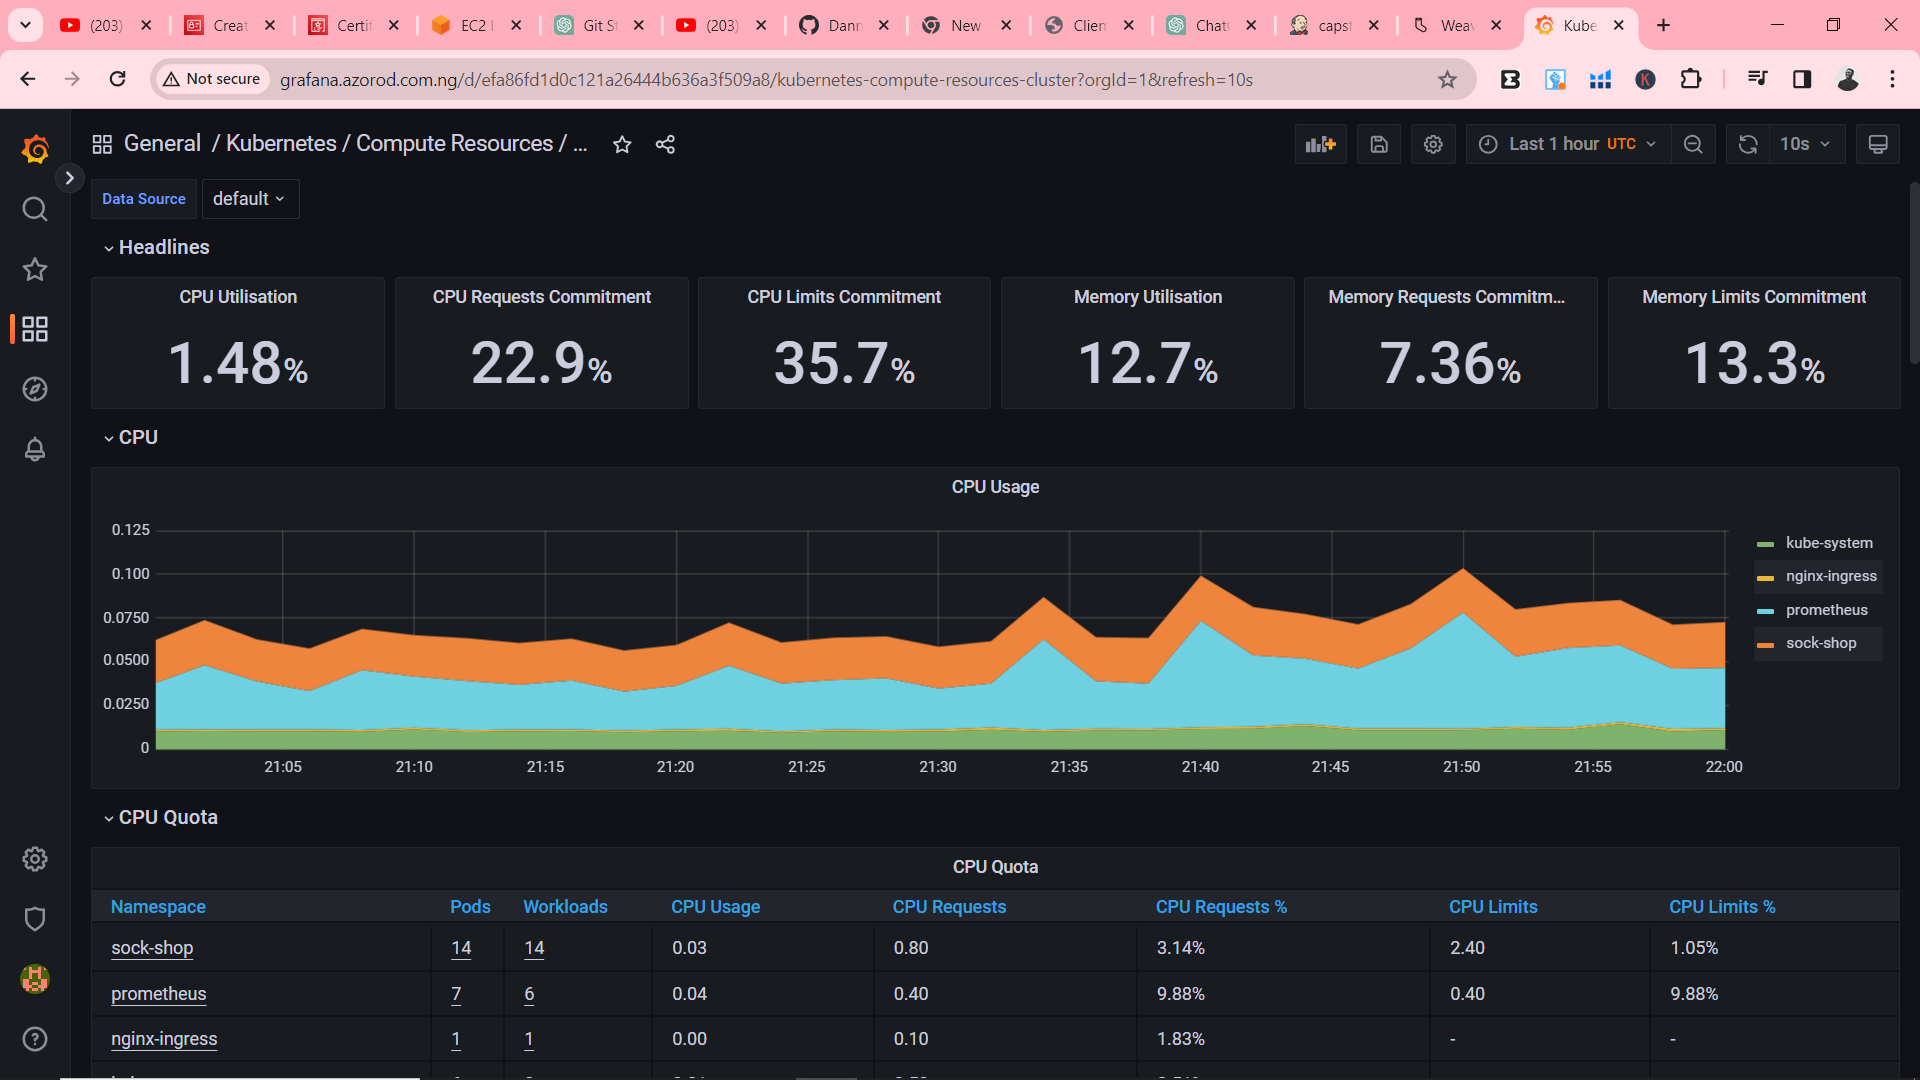 (203)
Creat
Certif
EC2 I
Git St
(203)
Dann
New
Clien
Chat
capst
Weav
Kube
Not secure
grafana.azorod.com.ng/d/efa86fd1d0c121a26444b636a3f509a8/kubernetes-compute-resources-cluster?orgId=1&refresh=10s
K
General / Kubernetes / Compute Resources / ...
Last 1 hour UTC
10s
Data Source
default
Headlines
CPU Utilisation
1.48%
CPU Requests Commitment
22.9%
CPU Limits Commitment
35.7%
Memory Utilisation
12.7%
Memory Requests Commitm...
7.36%
Memory Limits Commitment
13.3%
CPU
CPU Usage
0.125
0.100
0.0750
0.0500
0.0250
0
21:05 21:10 21:15 21:20 21:25 21:30 21:35 21:40 21:45 21:50 21:55 22:00
kube-system
nginx-ingress
prometheus
sock-shop
CPU Quota
CPU Quota
Namespace Pods Workloads CPU Usage CPU Requests CPU Requests % CPU Limits CPU Limits %
sock-shop 14 14 0.03 0.80 3.14% 2.40 1.05%
prometheus 7 6 0.04 0.40 9.88% 0.40 9.88%
nginx-ingress 1 1 0.00 0.10 1.83% - -